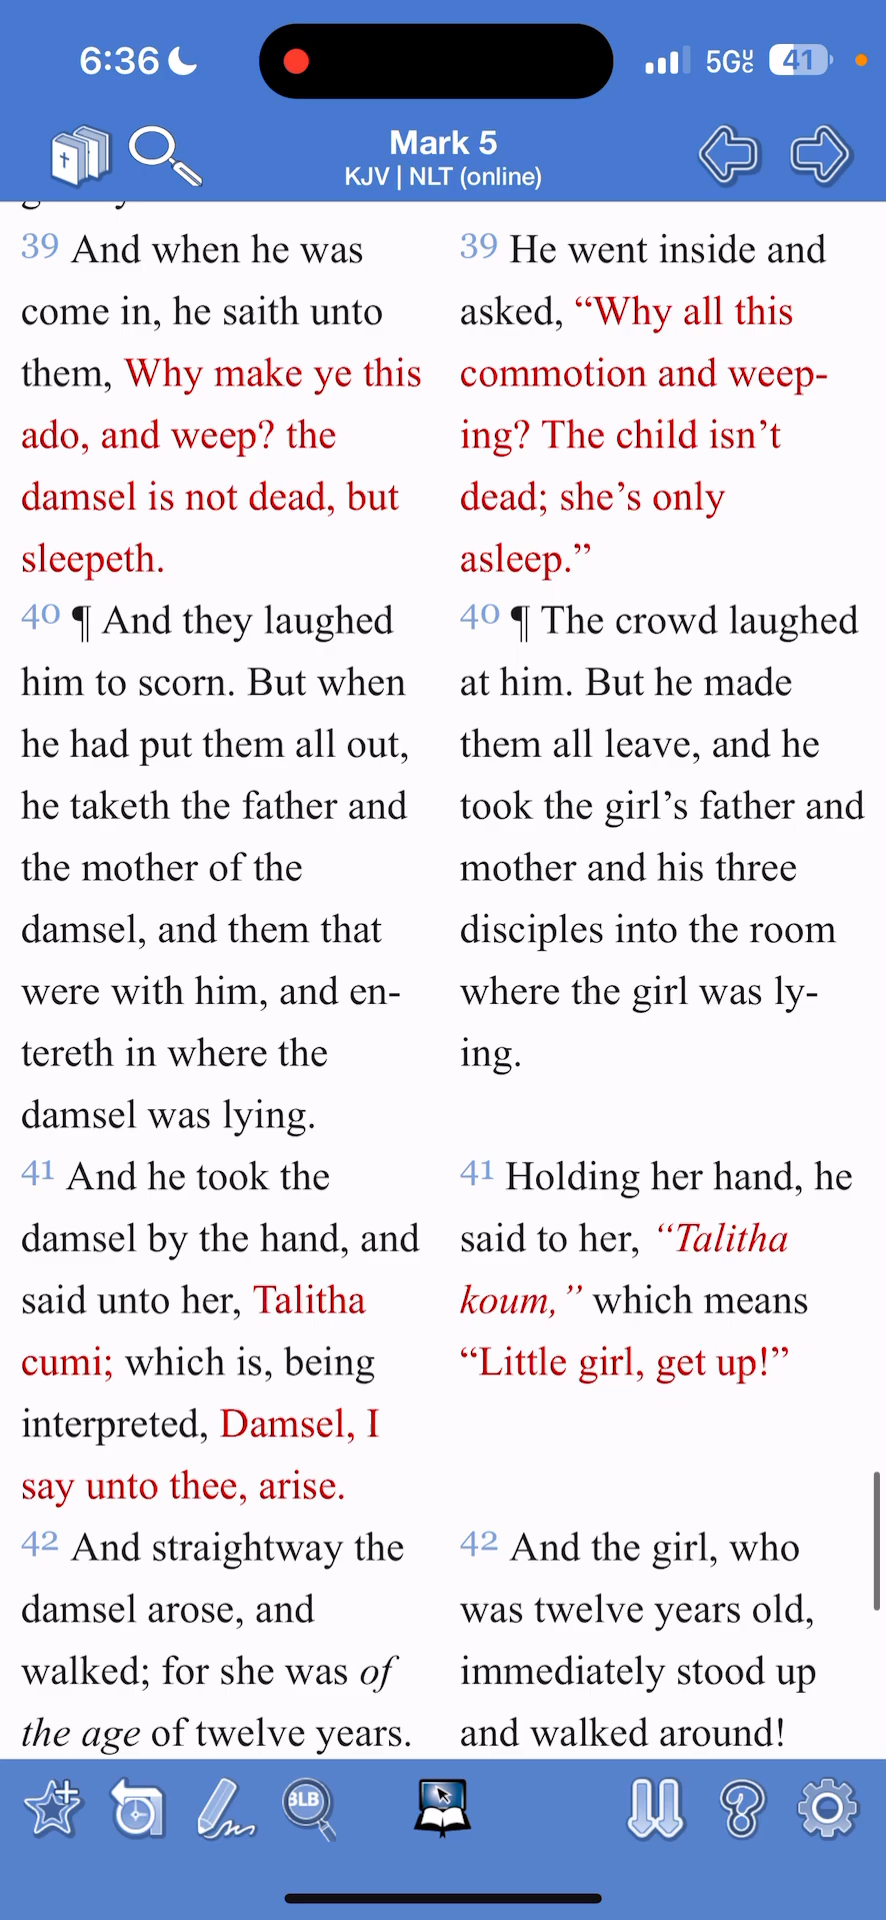 6:36
5G
41
Mark 5
KJV | NLT (online)
39 And when he was
come in, he saith unto
them, Why make ye this
ado, and weep? the
damsel is not dead, but
sleepeth.
40 ¶ And they laughed
him to scorn. But when
he had put them all out,
he taketh the father and
the mother of the
damsel, and them that
were with him, and en-
tereth in where the
damsel was lying.
41 And he took the
damsel by the hand, and
said unto her, Talitha
cumi; which is, being
interpreted, Damsel, I
say unto thee, arise.
42 And straightway the
damsel arose, and
walked; for she was of
the age of twelve years.
39 He went inside and
asked, “Why all this
commotion and weep-
ing? The child isn’t
dead; she’s only
asleep.”
40 ¶ The crowd laughed
at him. But he made
them all leave, and he
took the girl’s father and
mother and his three
disciples into the room
where the girl was ly-
ing.
41 Holding her hand, he
said to her, “Talitha
koum,” which means
“Little girl, get up!”
42 And the girl, who
was twelve years old,
immediately stood up
and walked around!
BLB